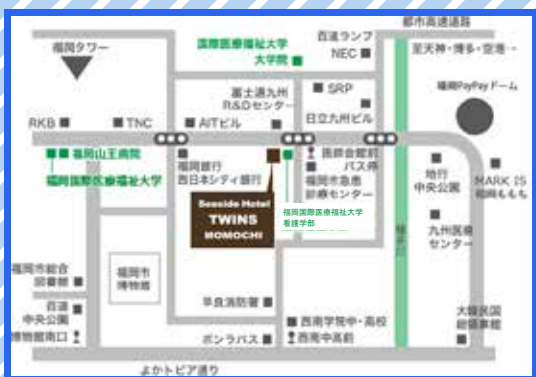 都市高速道路
福岡タワー
国際医療福祉大学
大学院
百道ランプ
NEC
至天神・博多・空港→
福岡PayPayドーム
富士通九州
R&Dセンター
SRP
日立九州ビル
RKB
TNC
AITビル
福岡山王病院
福岡国際医療福祉大学
福岡銀行
西日本シティ銀行
医師会館前
バス停
福岡市急患
診療センター
地行
中央公園
MARK IS
福岡ももち
Seaside Hotel
TWINS
MOMOCHI
福岡国際医療福祉大学
看護学部
九州医療
センター
福岡市総合
図書館
福岡市
博物館
百道
中央公園
早良消防署
博物館南口
ボンラパス
西南学院中・高校
西南中高前
大韓民国
総領事館
よかトピア通り